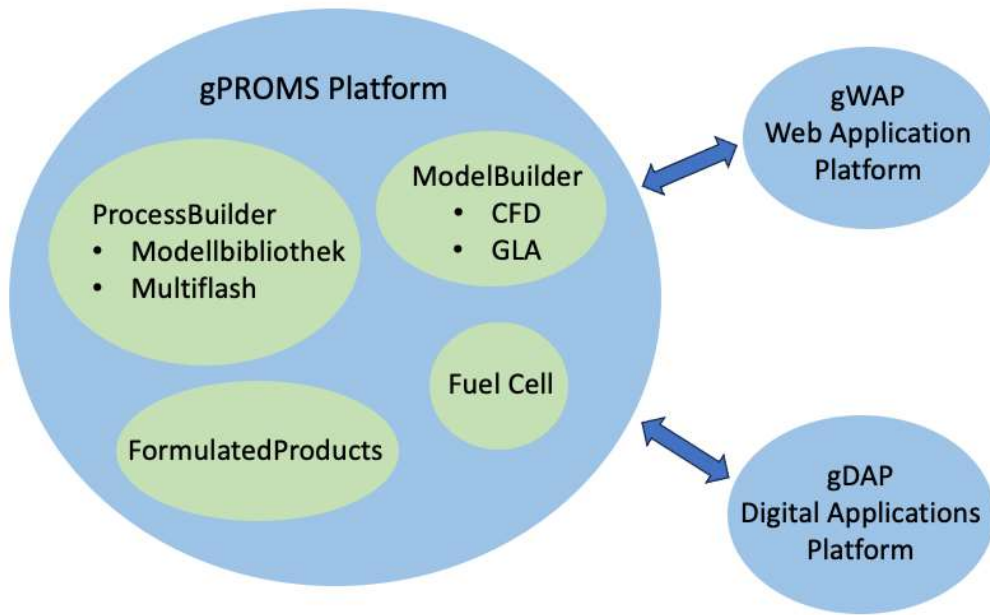 gPROMS Platform
ProcessBuilder
• Modellbibliothek
• Multiflash
ModelBuilder
• CFD
• GLA
Fuel Cell
FormulatedProducts
gWAP
Web Application
Platform
gDAP
Digital Applications
Platform